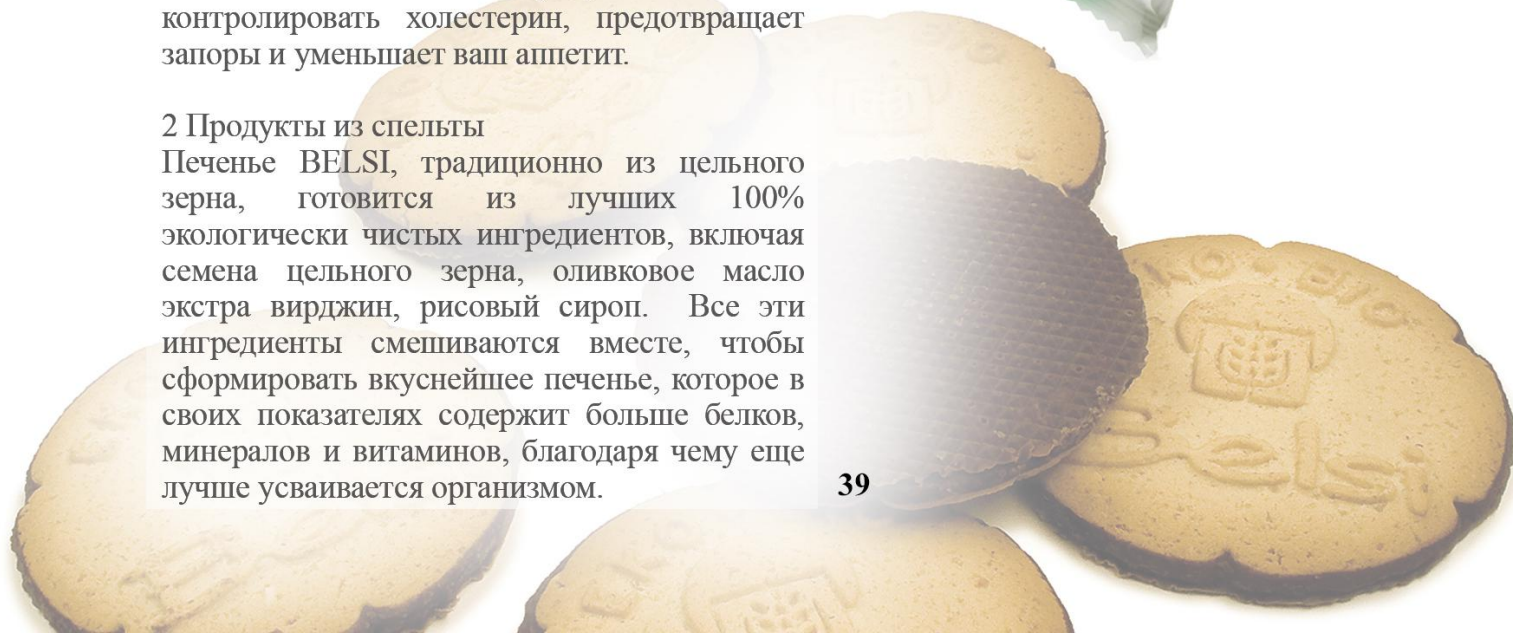 контролировать холестерин, предотвращает
запоры и уменьшает ваш аппетит.
2 Продукты из спельты
Печенье BELSI, традиционно из цельного
зерна, готовится из лучших 100%
экологически чистых ингредиентов, включая
семена цельного зерна, оливковое масло
экстра вирджин, рисовый сироп. Все эти
ингредиенты смешиваются вместе, чтобы
сформировать вкуснейшее печенье, которое в
своих показателях содержит больше белков,
минералов и витаминов, благодаря чему еще
лучше усваивается организмом.
39
EKO · BIO
Belsi